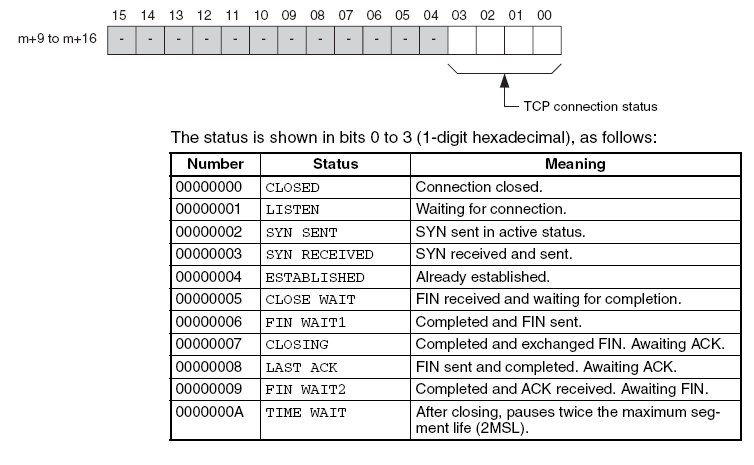 15 14 13 12 11 10 09 08 07 06 05 04 03 02 01 00
m+9 to m+16 - - - - - - - - - - - -
TCP connection status
The status is shown in bits 0 to 3 (1-digit hexadecimal), as follows:
Number Status Meaning
00000000 CLOSED Connection closed.
00000001 LISTEN Waiting for connection.
00000002 SYN SENT SYN sent in active status.
00000003 SYN RECEIVED SYN received and sent.
00000004 ESTABLISHED Already established.
00000005 CLOSE WAIT FIN received and waiting for completion.
00000006 FIN WAIT1 Completed and FIN sent.
00000007 CLOSING Completed and exchanged FIN. Awaiting ACK.
00000008 LAST ACK FIN sent and completed. Awaiting ACK.
00000009 FIN WAIT2 Completed and ACK received. Awaiting FIN.
0000000A TIME WAIT After closing, pauses twice the maximum seg-
ment life (2MSL).